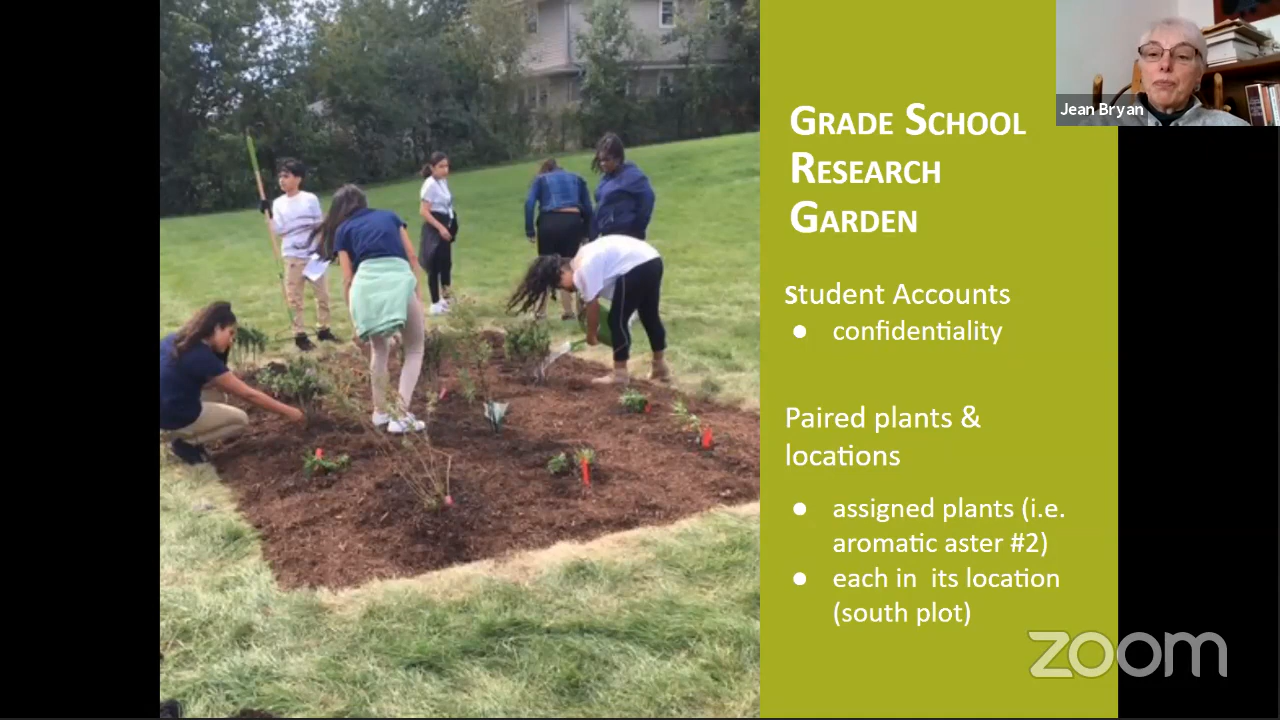 GRADE SCHOOL
RESEARCH
GARDEN
Student Accounts
● confidentiality
Paired plants &
locations
● assigned plants (i.e.
aromatic aster #2)
● each in its location
(south plot)
Jean Bryan
zoom